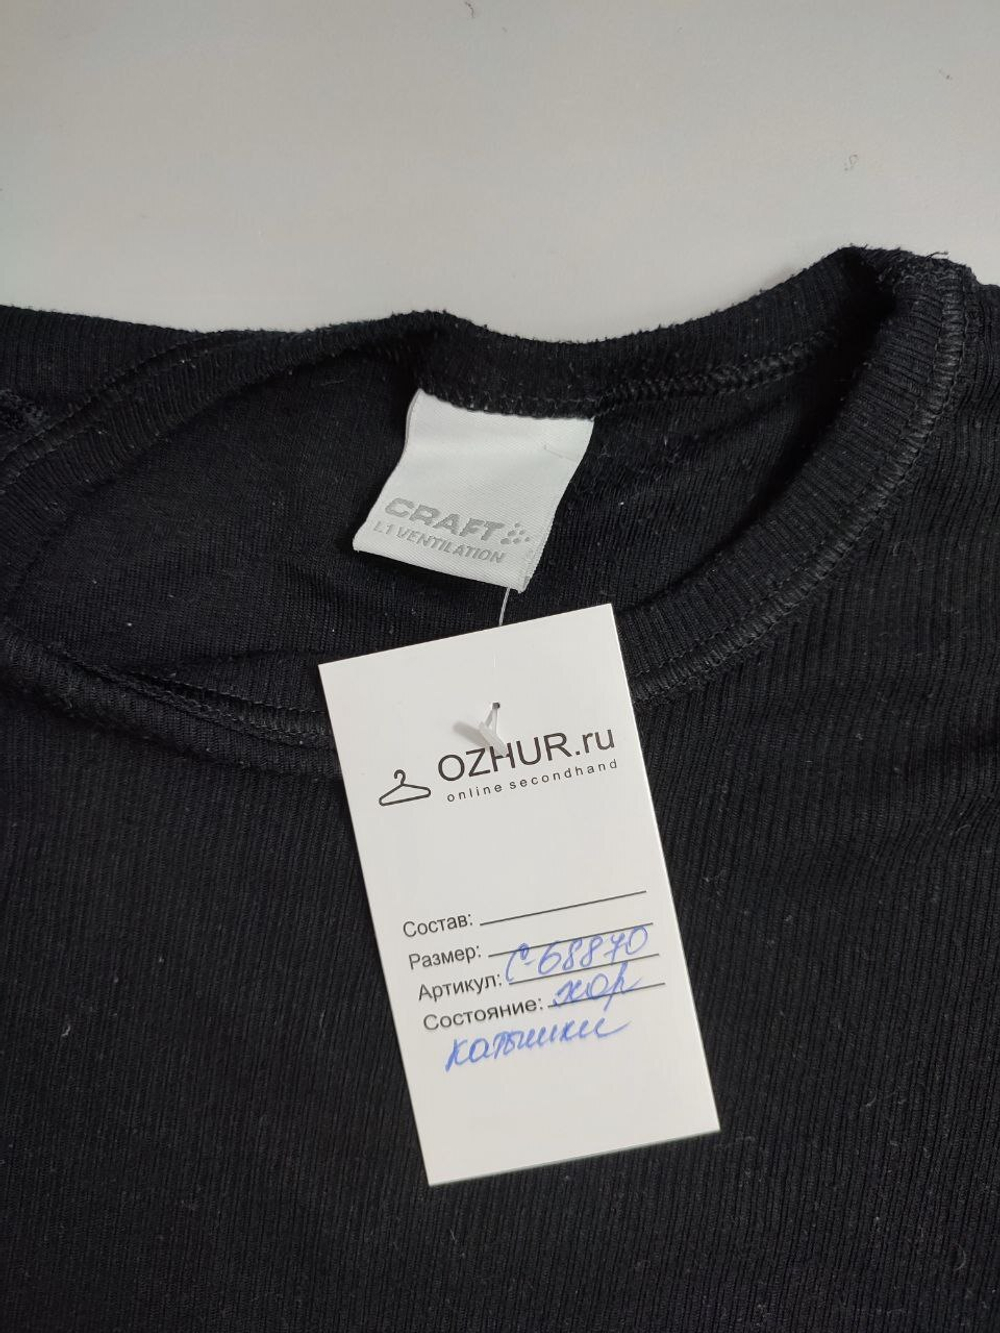 CRAFT
L1 VENTILATION
OZHUR.ru
online secondhand
Состав:
Размер:
Артикул: С-68870
Состояние: хор
катышки